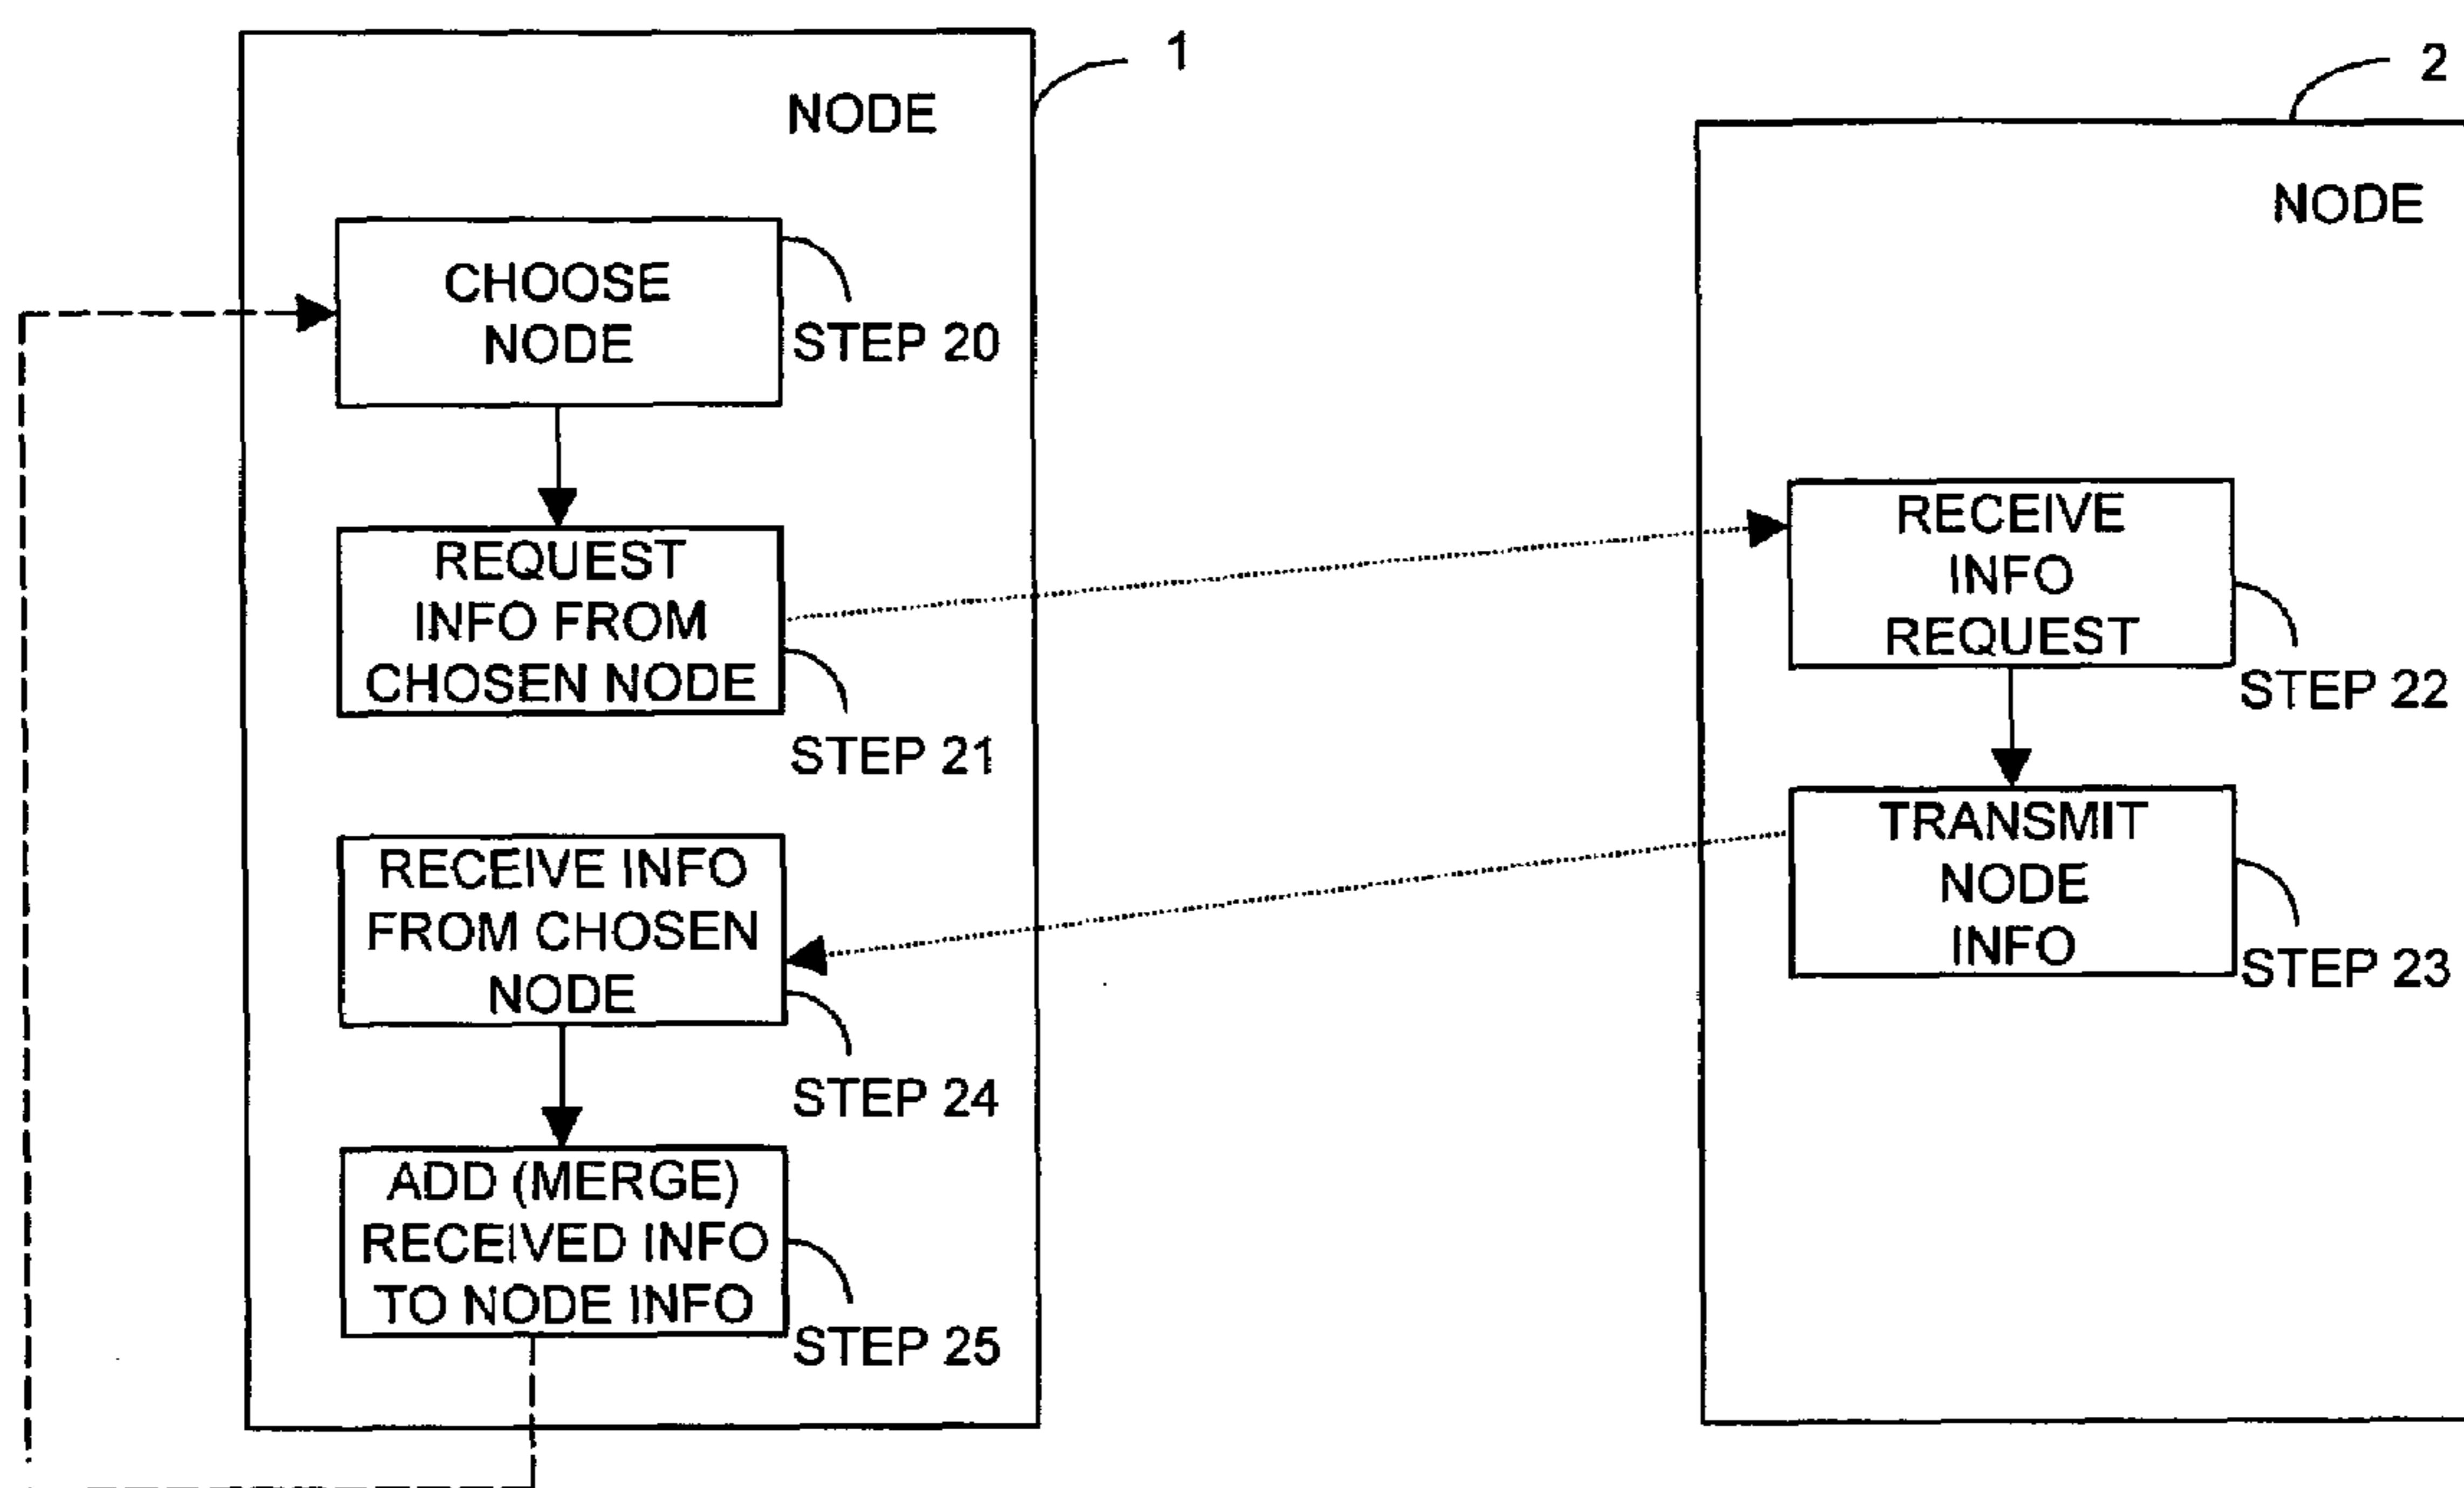 1
NODE
CHOOSE
NODE
STEP 20
REQUEST
INFO FROM
CHOSEN NODE
STEP 21
RECEIVE INFO
FROM CHOSEN
NODE
STEP 24
ADD (MERGE)
RECEIVED INFO
TO NODE INFO
STEP 25
2
NODE
RECEIVE
INFO
REQUEST
STEP 22
TRANSMIT
NODE
INFO
STEP 23